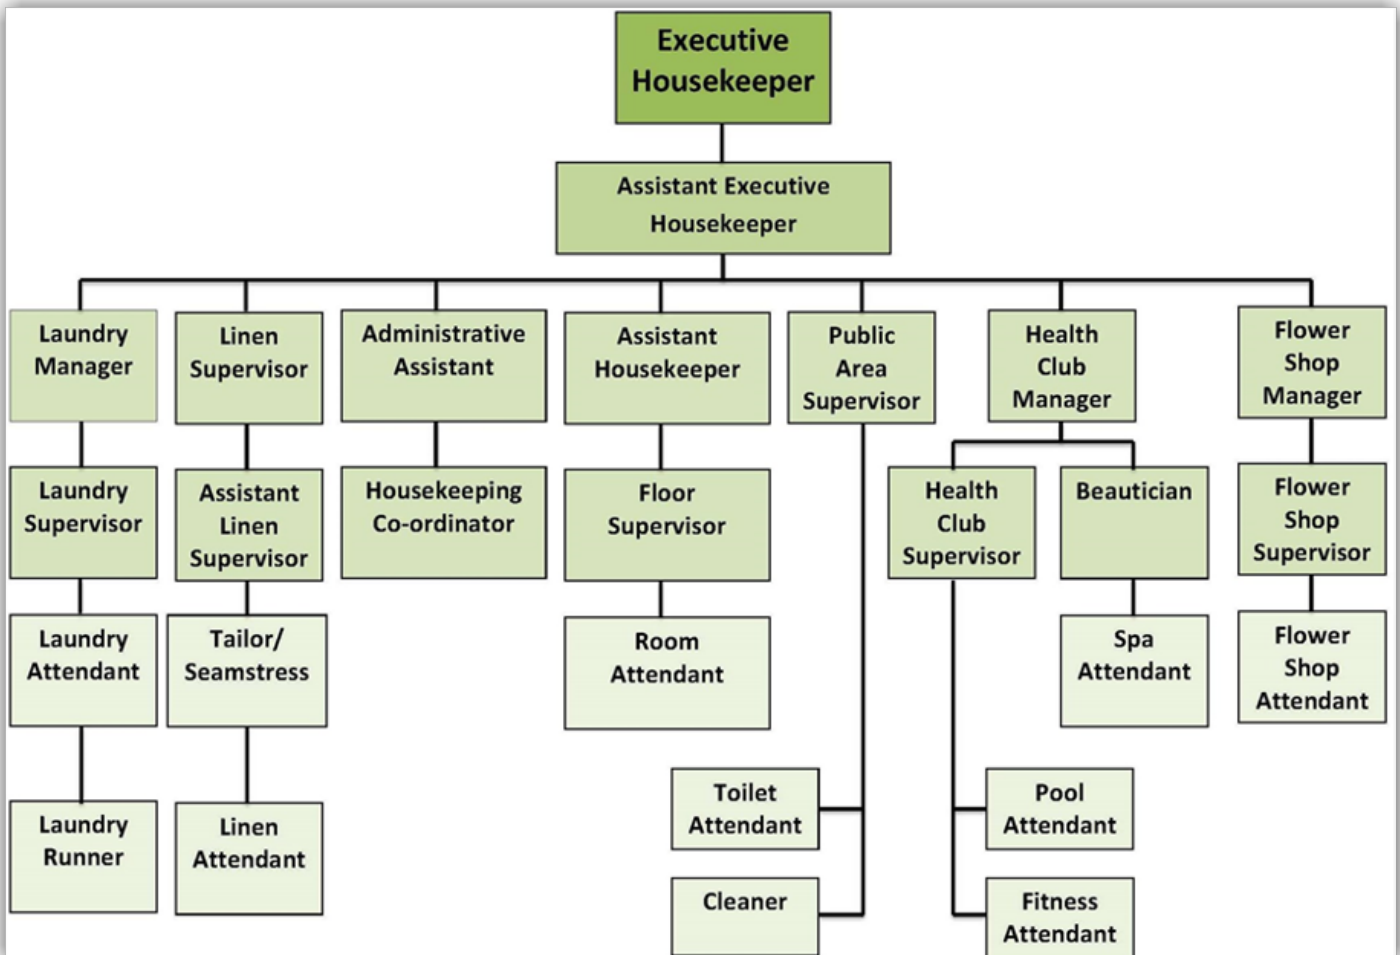 Executive
Housekeeper
Assistant Executive
Housekeeper
Laundry
Manager
Linen
Supervisor
Administrative
Assistant
Assistant
Housekeeper
Public
Area
Supervisor
Health
Club
Manager
Flower
Shop
Manager
Laundry
Supervisor
Assistant
Linen
Supervisor
Housekeeping
Co-ordinator
Floor
Supervisor
Health
Club
Supervisor
Beautician
Flower
Shop
Supervisor
Laundry
Attendant
Tailor/
Seamstress
Room
Attendant
Spa
Attendant
Flower
Shop
Attendant
Laundry
Runner
Linen
Attendant
Toilet
Attendant
Pool
Attendant
Cleaner
Fitness
Attendant